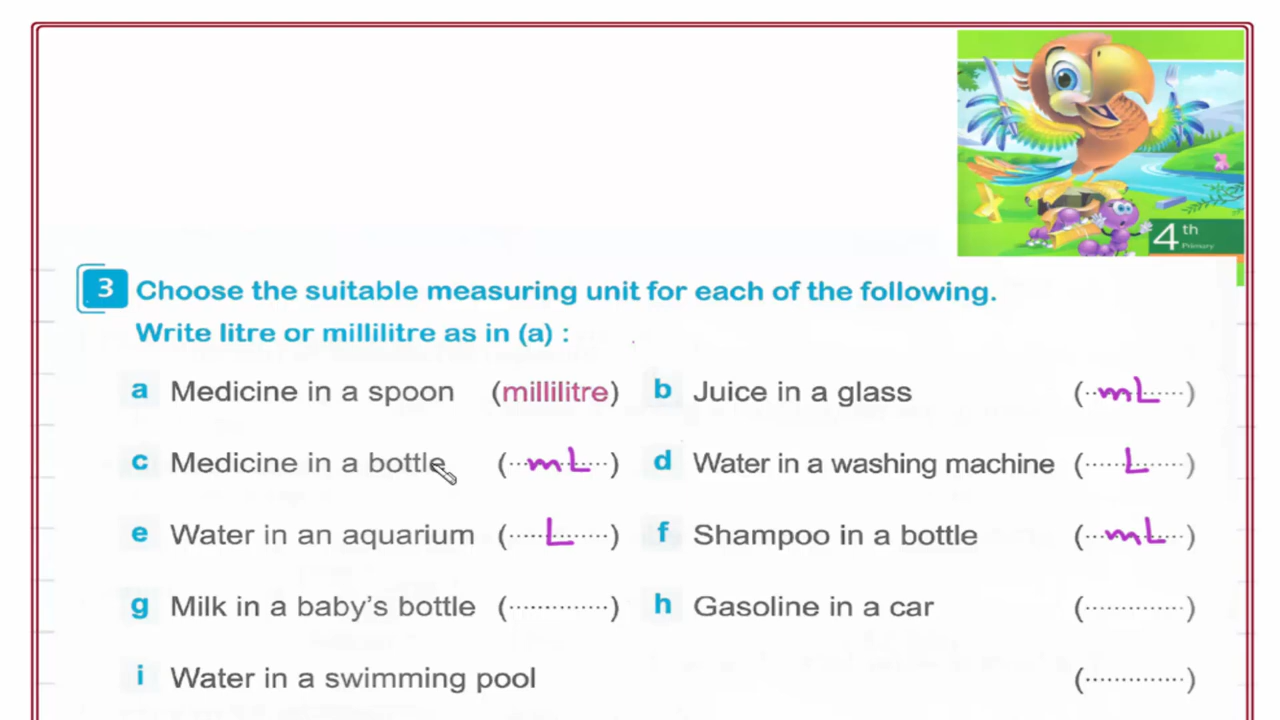 4th
Primary
3 Choose the suitable measuring unit for each of the following.
Write litre or millilitre as in (a) :
a Medicine in a spoon (millilitre) b Juice in a glass (··mL···)
c Medicine in a bottle (··mL··) d Water in a washing machine (·····L·····)
e Water in an aquarium (·····L·····) f Shampoo in a bottle (···mL··)
g Milk in a baby's bottle (·············) h Gasoline in a car (·············)
i Water in a swimming pool (·············)